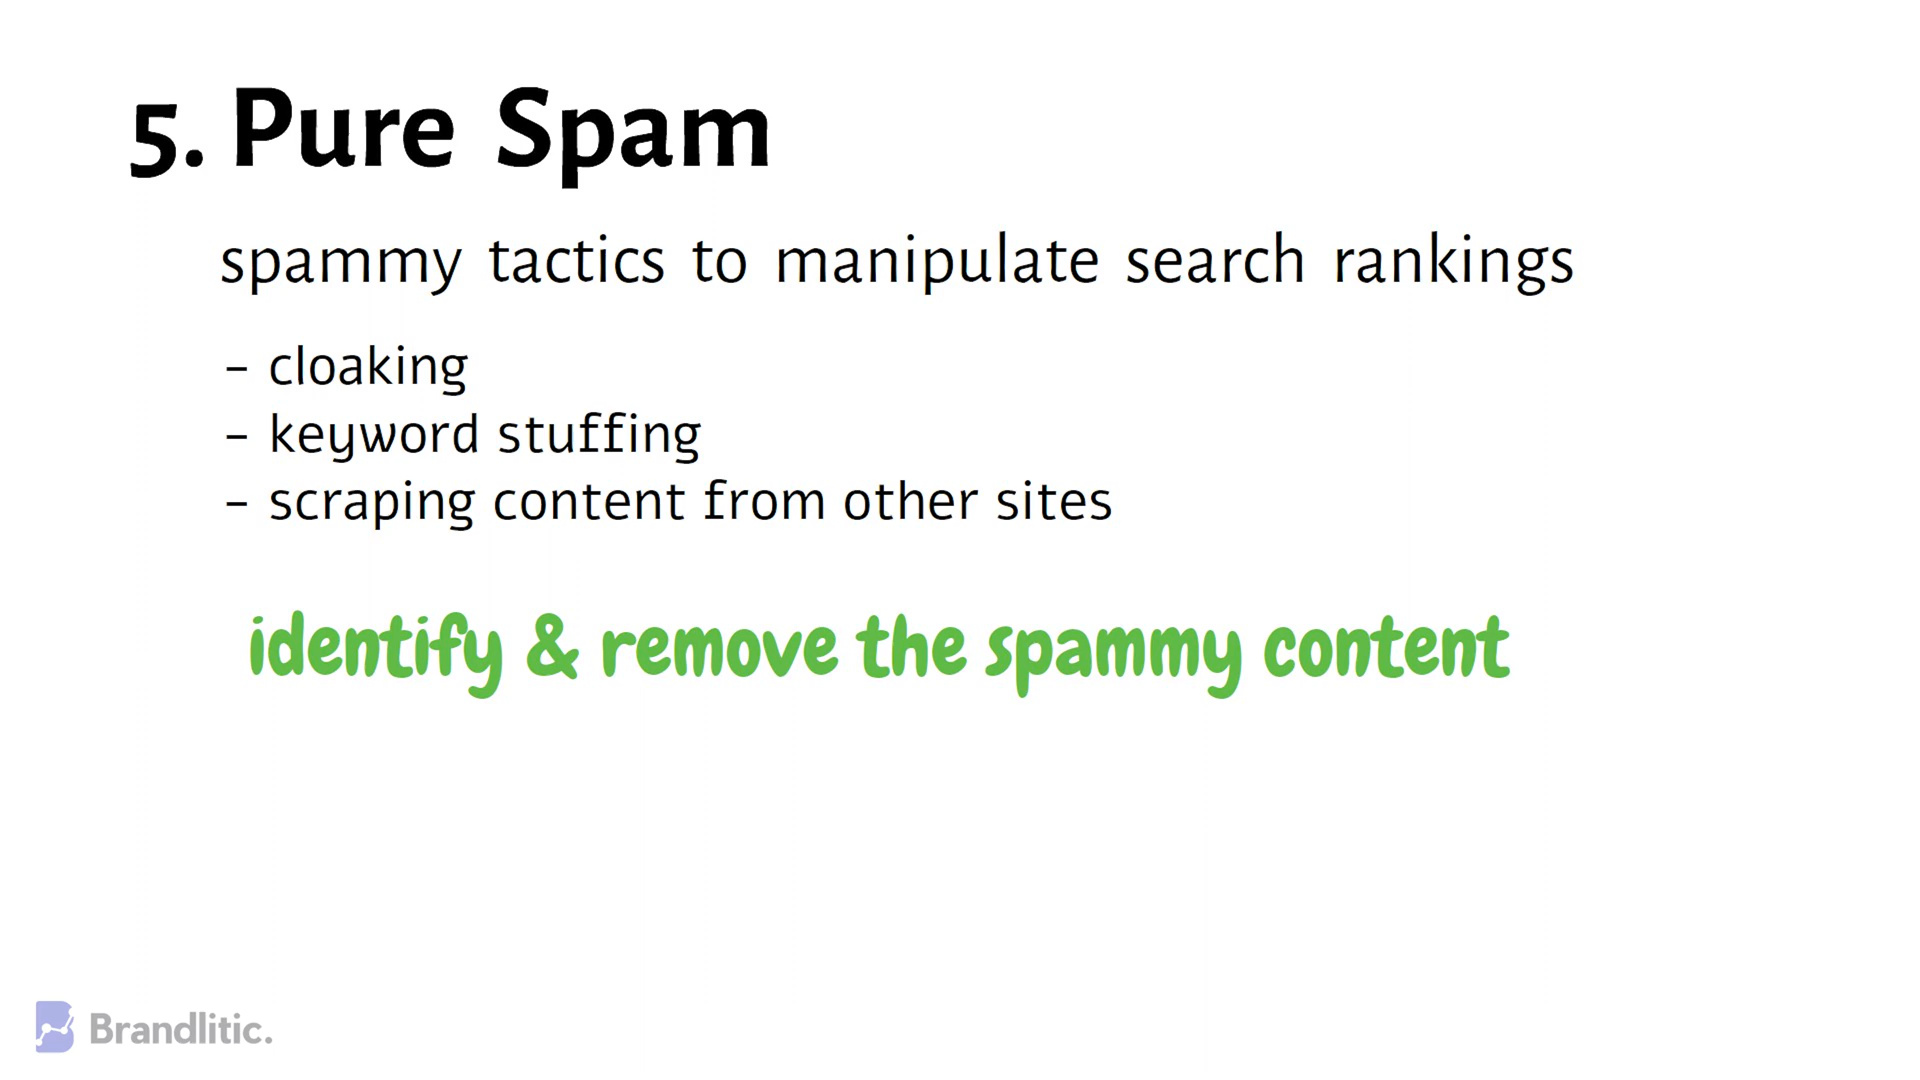 5. Pure Spam
spammy tactics to manipulate search rankings
- cloaking
- keyword stuffing
- scraping content from other sites
identify & remove the spammy content
Brandlitic.